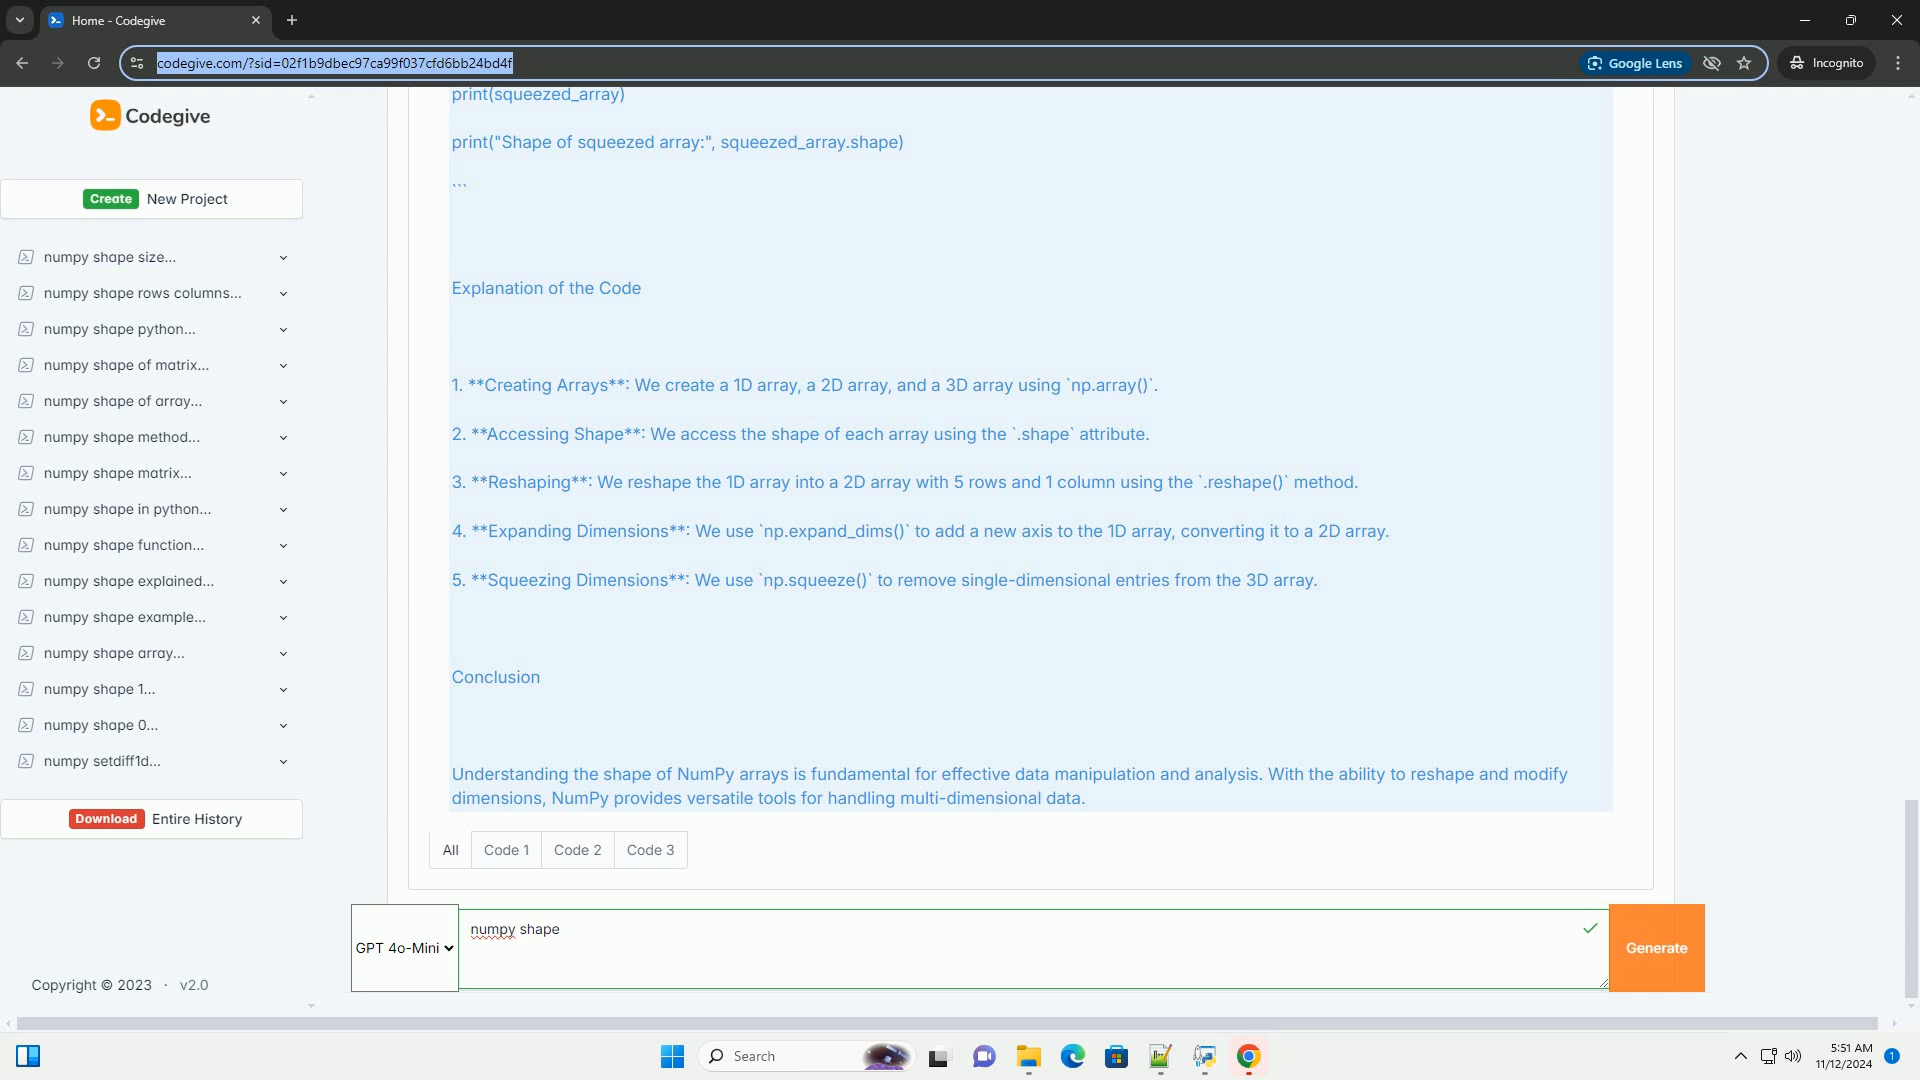 Home - Codegive
codegive.com/?sid=02f1b9dbec97ca99f037cfd6bb24bd4f
Google Lens
Incognito
Codegive
Create New Project
numpy shape size...
numpy shape rows columns...
numpy shape python...
numpy shape of matrix...
numpy shape of array...
numpy shape method...
numpy shape matrix...
numpy shape in python...
numpy shape function...
numpy shape explained...
numpy shape example...
numpy shape array...
numpy shape 1...
numpy shape 0...
numpy setdiff1d...
Download Entire History
Copyright © 2023 · v2.0
print(squeezed_array)
print("Shape of squeezed array:", squeezed_array.shape)
```
Explanation of the Code
1. **Creating Arrays**: We create a 1D array, a 2D array, and a 3D array using `np.array()`.
2. **Accessing Shape**: We access the shape of each array using the `.shape` attribute.
3. **Reshaping**: We reshape the 1D array into a 2D array with 5 rows and 1 column using the `.reshape()` method.
4. **Expanding Dimensions**: We use `np.expand_dims()` to add a new axis to the 1D array, converting it to a 2D array.
5. **Squeezing Dimensions**: We use `np.squeeze()` to remove single-dimensional entries from the 3D array.
Conclusion
Understanding the shape of NumPy arrays is fundamental for effective data manipulation and analysis. With the ability to reshape and modify
dimensions, NumPy provides versatile tools for handling multi-dimensional data.
All Code 1 Code 2 Code 3
GPT 4o-Mini
numpy shape
Generate
Search
5:51 AM
11/12/2024
1